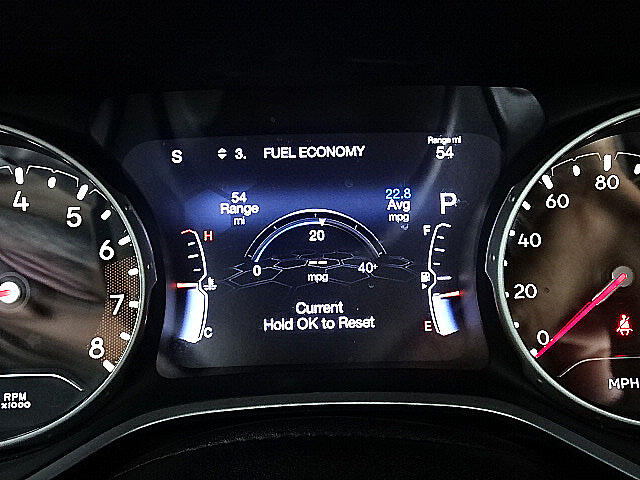 S 3. FUEL ECONOMY Range mi
54
54
Range
mi
22.8
Avg
mpg
P
H
C
F
E
0 20 40+
--
mpg
Current
Hold OK to Reset
4 5 6 7 8
RPM
x1000
0 20 40 60 80
MPH